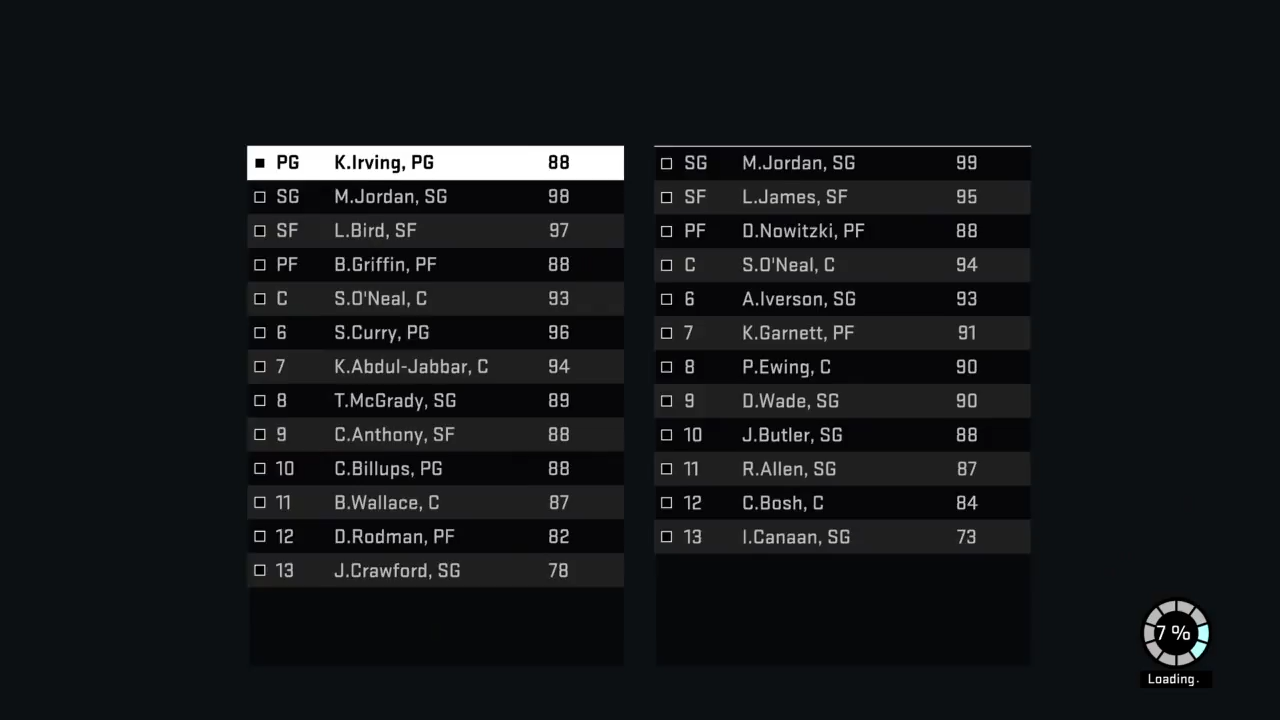 PG K.Irving, PG 88
SG M.Jordan, SG 98
SF L.Bird, SF 97
PF B.Griffin, PF 88
C S.O'Neal, C 93
6 S.Curry, PG 96
7 K.Abdul-Jabbar, C 94
8 T.McGrady, SG 89
9 C.Anthony, SF 88
10 C.Billups, PG 88
11 B.Wallace, C 87
12 D.Rodman, PF 82
13 J.Crawford, SG 78
SG M.Jordan, SG 99
SF L.James, SF 95
PF D.Nowitzki, PF 88
C S.O'Neal, C 94
6 A.Iverson, SG 93
7 K.Garnett, PF 91
8 P.Ewing, C 90
9 D.Wade, SG 90
10 J.Butler, SG 88
11 R.Allen, SG 87
12 C.Bosh, C 84
13 I.Canaan, SG 73
7 %
Loading.